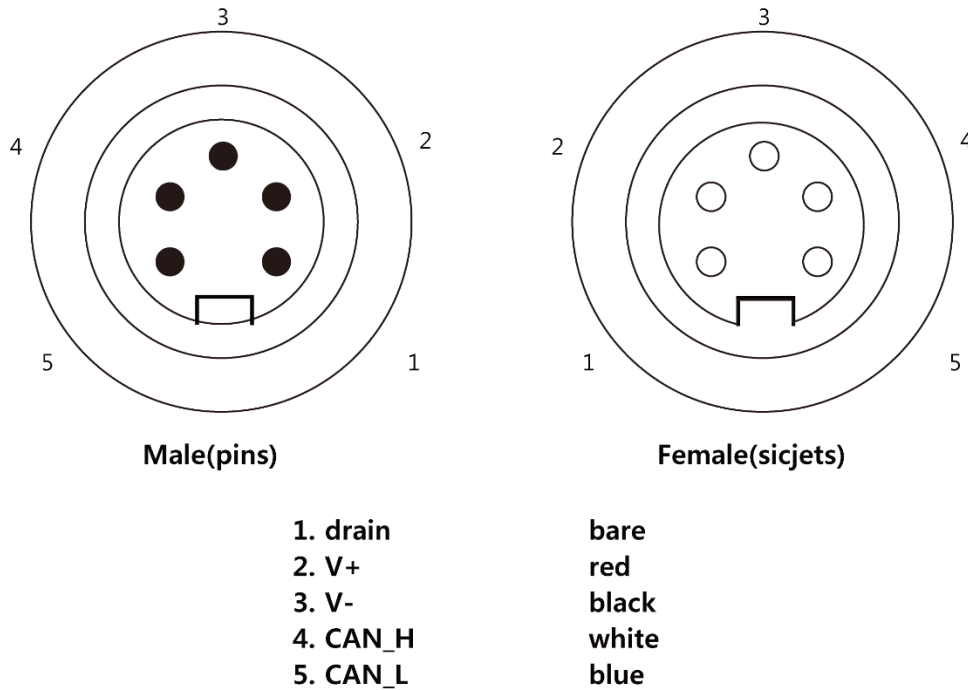 3 3
4 2 2 4
5 1 1 5
Male(pins) Female(sicjets)
1. drain bare
2. V+ red
3. V- black
4. CAN_H white
5. CAN_L blue